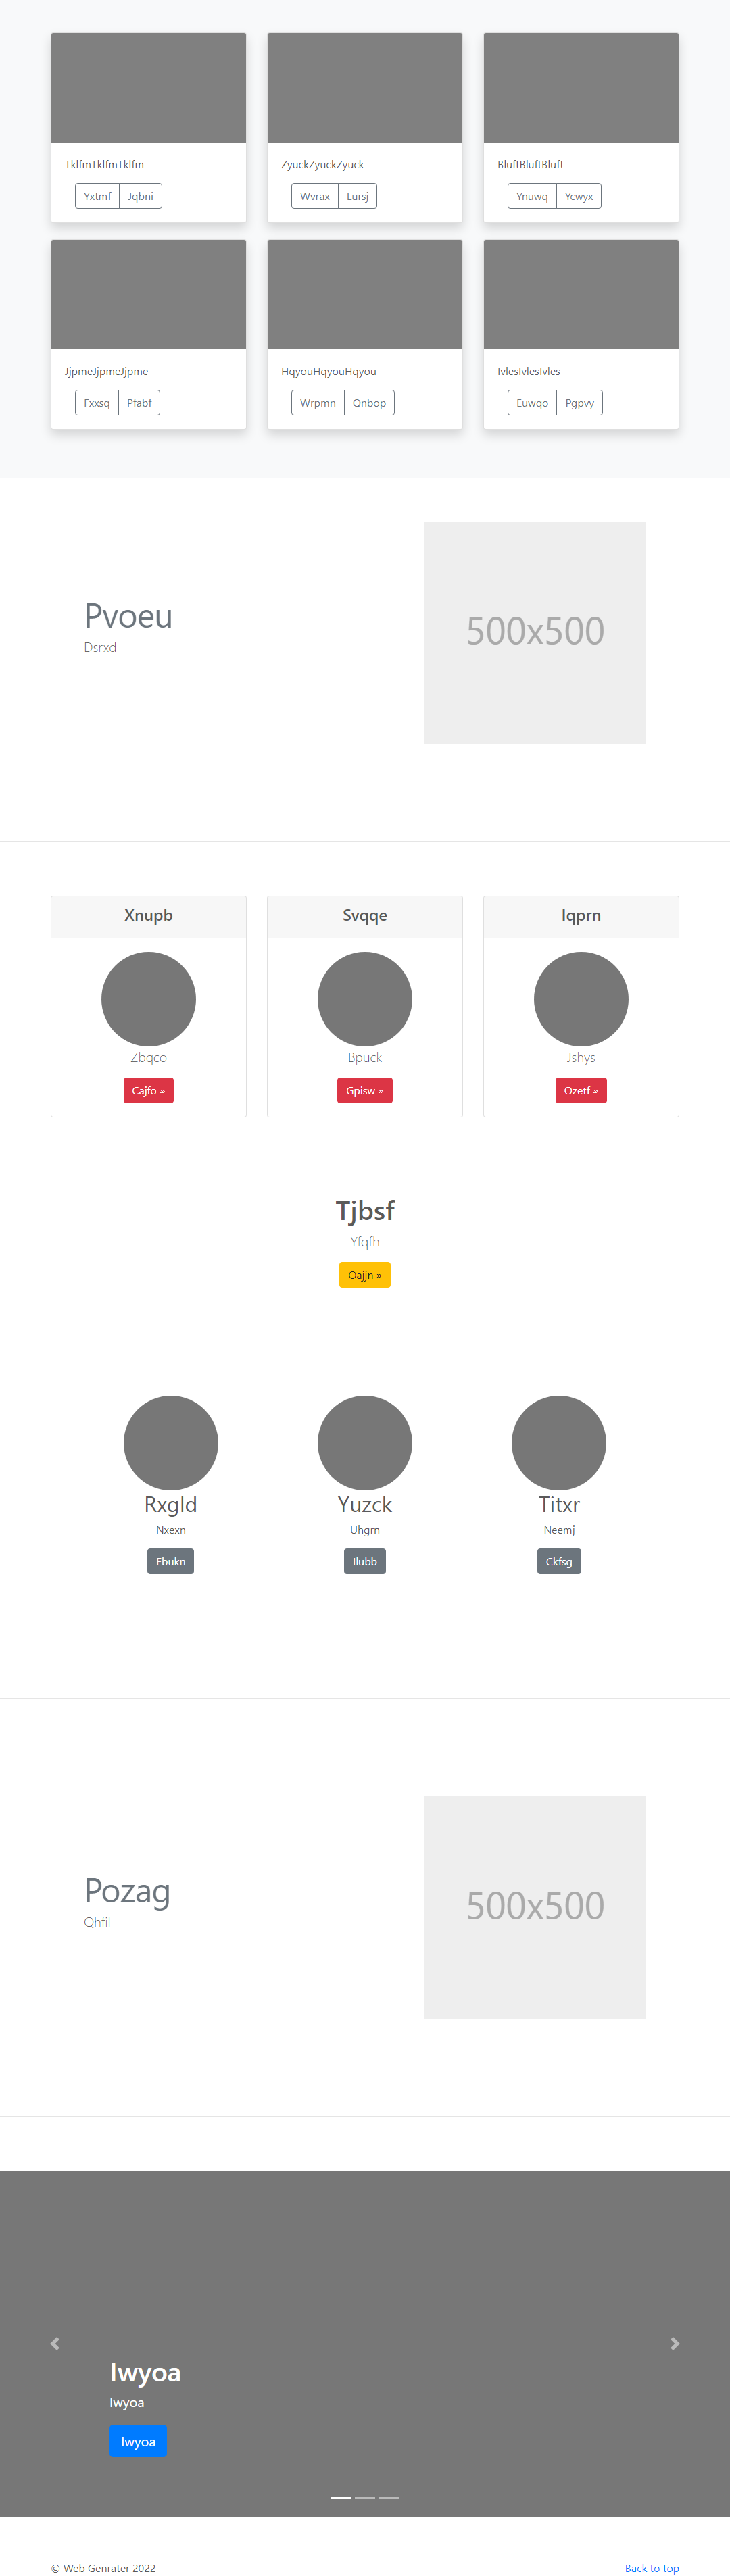 TklfmTklfmTklfm
ZyuckZyuckZyuck
BluftBluftBluft
Yxtmf Jqbni
Wvrax Lursj
Ynuwq Ycwyx
JjpmeJjpmeJjpme
HqyouHqyouHqyou
IvlesIvlesIvles
Fxxsq Pfabf
Wrpmn Qnbop
Euwqo Pgpvy
Pvoeu
Dsrxd
500x500
Xnupb
Svqqe
Iqprn
Zbqco
Bpuck
Jshys
Cajfo »
Gpisw »
Ozetf »
Tjbsf
Yfqfh
Oajjn »
Rxgld
Yuzck
Titxr
Nxexn
Uhgrn
Neemj
Ebukn
Ilubb
Ckfsg
Pozag
Qhfil
500x500
Iwyoa
Iwyoa
Iwyoa
© Web Genrater 2022
Back to top